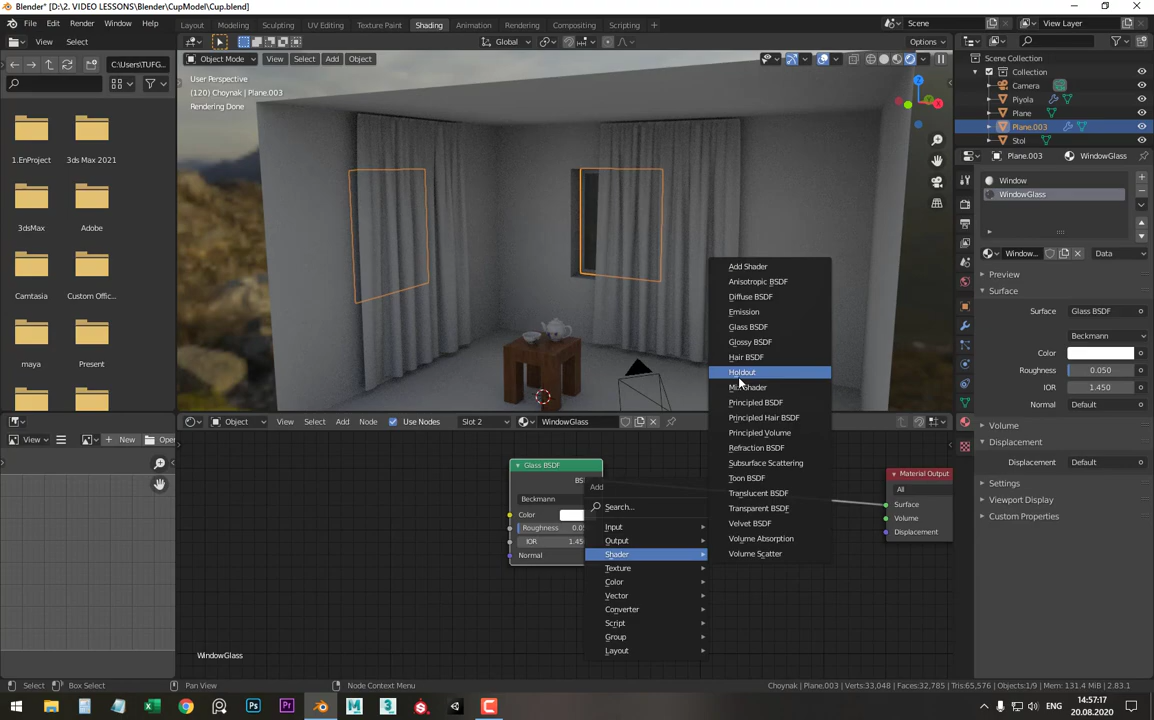 Blender* [D:\2. VIDEO LESSONS\Blender\CupModel\Cup.blend]
File Edit Render Window Help Layout Modeling Sculpting UV Editing Texture Paint Shading Animation Rendering Compositing Scripting + Scene View Layer
View Select Global Options
C:\Users\TUFG... Object Mode View Select Add Object
User Perspective
(120) Choynak | Plane.003
Rendering Done
1.EnProject 3ds Max 2021
3dsMax Adobe
Camtasia Custom Offic...
maya Present
Scene Collection
Collection
Camera
Piyola
Plane
Plane.003
Stol
Plane.003 WindowGlass
Window
WindowGlass
Window... Data
Preview
Surface
Surface Glass BSDF
Beckmann
Color
Roughness 0.050
IOR 1.450
Normal Default
Volume
Displacement
Displacement Default
Settings
Viewport Display
Custom Properties
Add Shader
Anisotropic BSDF
Diffuse BSDF
Emission
Glass BSDF
Glossy BSDF
Hair BSDF
Holdout
Mix Shader
Principled BSDF
Principled Hair BSDF
Principled Volume
Refraction BSDF
Subsurface Scattering
Toon BSDF
Translucent BSDF
Transparent BSDF
Velvet BSDF
Volume Absorption
Volume Scatter
Object View Select Add Node Use Nodes Slot 2 WindowGlass
View New Open
Glass BSDF
Beckmann
Color
Roughness
IOR 1.45
Normal
Add
Search...
Input
Output
Shader
Texture
Color
Vector
Converter
Script
Group
Layout
Material Output
All
Surface
Volume
Displacement
WindowGlass
Select Box Select Pan View Node Context Menu Choynak | Plane.003 | Verts:33,048 | Faces:32,785 | Tris:65,576 | Objects:1/9 | Mem: 131.4 MiB | 2.83.1
ENG
14:57:17
20.08.2020